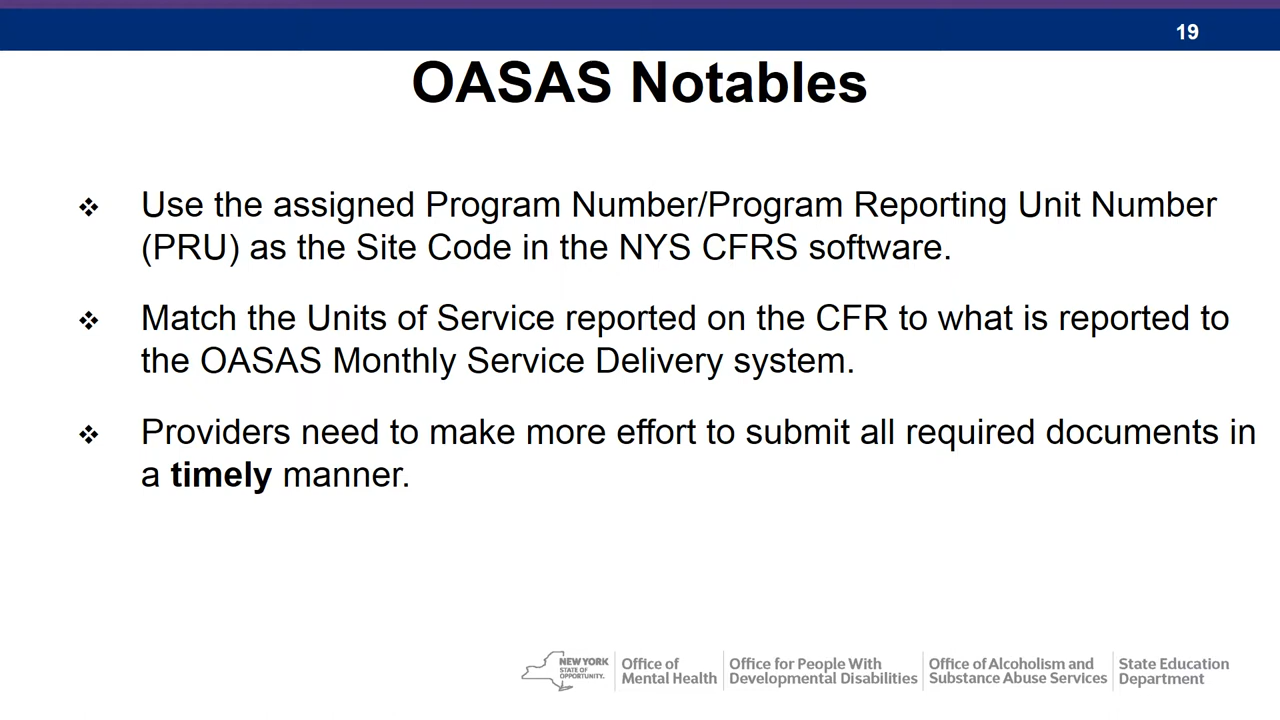 19
OASAS Notables
❖ Use the assigned Program Number/Program Reporting Unit Number
(PRU) as the Site Code in the NYS CFRS software.
❖ Match the Units of Service reported on the CFR to what is reported to
the OASAS Monthly Service Delivery system.
❖ Providers need to make more effort to submit all required documents in
a timely manner.
NEW YORK
STATE OF
OPPORTUNITY.
Office of
Mental Health
Office for People With
Developmental Disabilities
Office of Alcoholism and
Substance Abuse Services
State Education
Department